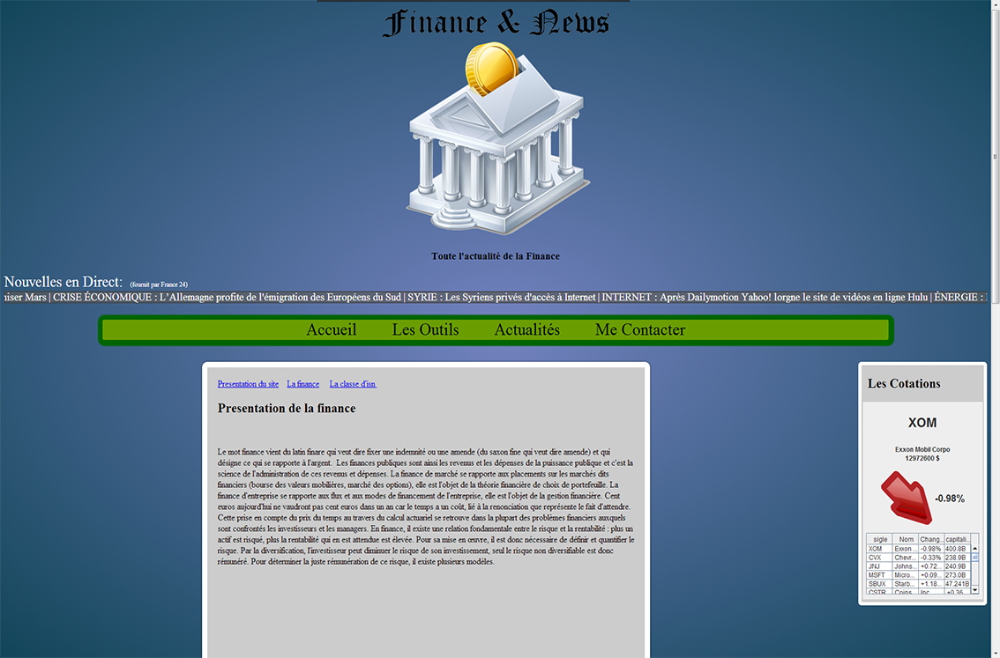 Finance & News
Toute l'actualité de la Finance
Nouvelles en Direct: (fournit par France 24)
iser Mars | CRISE ÉCONOMIQUE : L'Allemagne profite de l'émigration des Européens du Sud | SYRIE : Les Syriens privés d'accès à Internet | INTERNET : Après Dailymotion Yahoo! lorgne le site de vidéos en ligne Hulu | ÉNERGIE :
Accueil Les Outils Actualités Me Contacter
Presentation du site La finance La classe d'isn
Presentation de la finance
Le mot finance vient du latin finare qui veut dire fixer une indemnité ou une amende (du saxon fine qui veut dire amende) et qui
désigne ce qui se rapporte à l'argent. Les finances publiques sont ainsi les revenus et les dépenses de la puissance publique et c'est la
science de l'administration de ces revenus et dépenses. La finance de marché se rapporte aux placements sur les marchés dits
financiers (bourse des valeurs mobilières, marché des options), elle est l'objet de la théorie financière de choix de portefeuille. La
finance d'entreprise se rapporte aux flux et aux modes de financement de l'entreprise, elle est l'objet de la gestion financière. Cent
euros aujourd'hui ne vaudront pas cent euros dans un an car le temps a un coût, lié à la renonciation que représente le fait d'attendre.
Cette prise en compte du prix du temps au travers du calcul actuariel se retrouve dans la plupart des problèmes financiers auxquels
sont confrontés les investisseurs et les managers. En finance, il existe une relation fondamentale entre le risque et la rentabilité : plus un
actif est risqué, plus la rentabilité qui en est attendue est élevée. Pour sa mise en œuvre, il est donc nécessaire de définir et quantifier le
risque. Par la diversification, l'investisseur peut diminuer le risque de son investissement, seul le risque non diversifiable est donc
rémunéré. Pour déterminer la juste rémunération de ce risque, il existe plusieurs modèles.
Les Cotations
XOM
Exxon Mobil Corpo
12972600 $
-0.98%
sigle Nom Chang... capitali...
XOM Exxon ... -0.98% 400.8B
CVX Chevr... -0.33% 238.9B
JNJ Johns... +0.72... 240.9B
MSFT Micro... +0.09... 273.0B
SBUX Starb... +1.18... 47.241B
CSTR Coins Inc +0.36